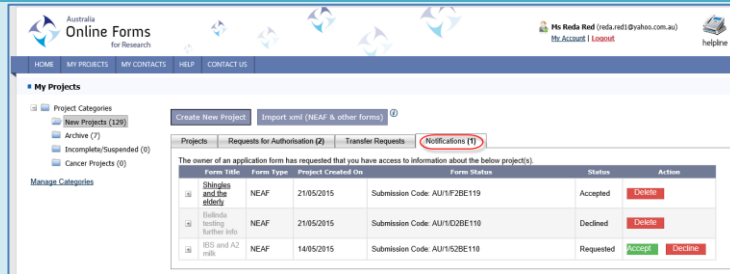 Australia
Online Forms
for Research
Ms Reda Red (reda.red1@yahoo.com.au)
My Account | Logout
helpline
HOME MY PROJECTS MY CONTACTS HELP CONTACT US
My Projects
Project Categories
New Projects (129)
Archive (7)
Incomplete/Suspended (0)
Cancer Projects (0)
Manage Categories
Create New Project Import xml (NEAF & other forms)
Projects Requests for Authorisation (2) Transfer Requests Notifications (1)
The owner of an application form has requested that you have access to information about the below project(s).
Form Title Form Type Project Created On Form Status Status Action
Shingles
and the
elderly
NEAF 21/05/2015 Submission Code: AU/1/F2BE119 Accepted Delete
Belinda
testing
further info
NEAF 21/05/2015 Submission Code: AU/1/D2BE110 Declined Delete
IBS and A2
milk
NEAF 14/05/2015 Submission Code: AU/1/52BE110 Requested Accept Decline